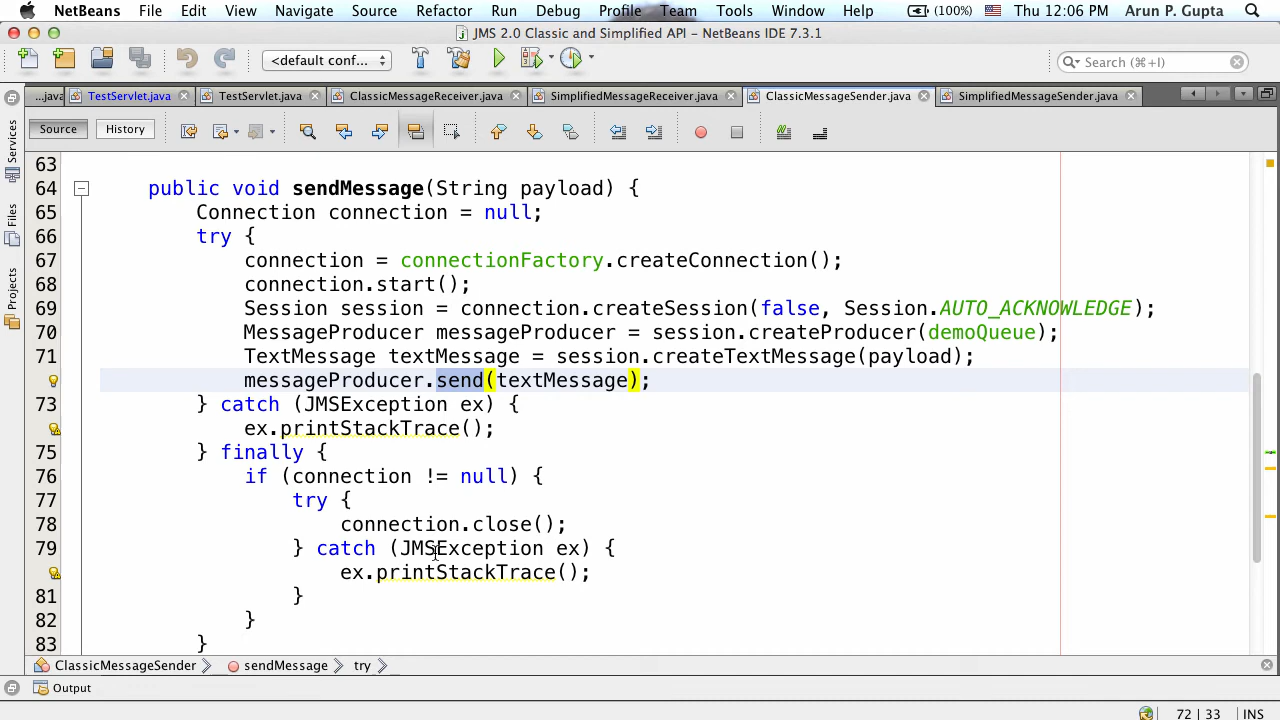 NetBeans File Edit View Navigate Source Refactor Run Debug Profile Team Tools Window Help (100%) Thu 12:06 PM Arun P. Gupta
JMS 2.0 Classic and Simplified API - NetBeans IDE 7.3.1
<default conf... Search (⌘+I)
...java TestServlet.java TestServlet.java ClassicMessageReceiver.java SimplifiedMessageReceiver.java ClassicMessageSender.java SimplifiedMessageSender.java
Source History
Services
Files
Projects
63
64 public void sendMessage(String payload) {
65 Connection connection = null;
66 try {
67 connection = connectionFactory.createConnection();
68 connection.start();
69 Session session = connection.createSession(false, Session.AUTO_ACKNOWLEDGE);
70 MessageProducer messageProducer = session.createProducer(demoQueue);
71 TextMessage textMessage = session.createTextMessage(payload);
messageProducer.send(textMessage);
73 } catch (JMSException ex) {
ex.printStackTrace();
75 } finally {
76 if (connection != null) {
77 try {
78 connection.close();
79 } catch (JMSException ex) {
ex.printStackTrace();
81 }
82 }
83 }
ClassicMessageSender sendMessage try
Output
72 | 33 INS